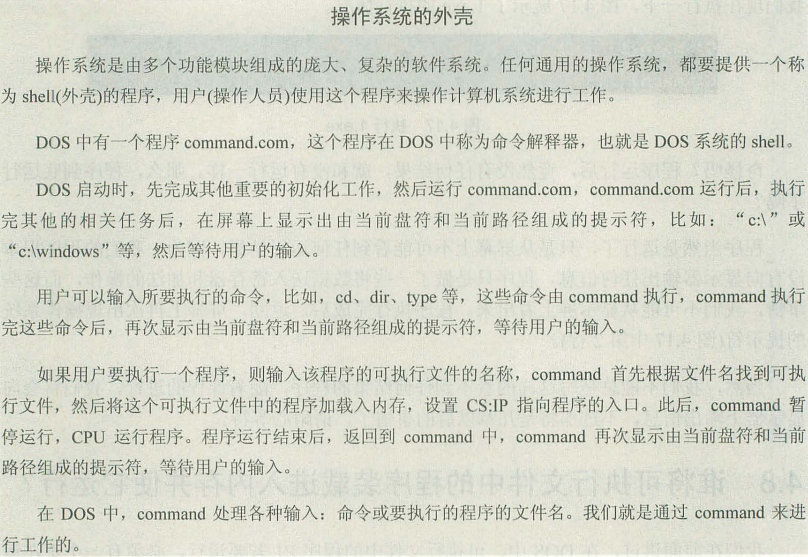 操作系统的外壳
操作系统是由多个功能模块组成的庞大、复杂的软件系统。任何通用的操作系统，都要提供一个称
为 shell(外壳)的程序，用户(操作人员)使用这个程序来操作计算机系统进行工作。
DOS 中有一个程序 command.com，这个程序在 DOS 中称为命令解释器，也就是 DOS 系统的 shell。
DOS 启动时，先完成其他重要的初始化工作，然后运行 command.com，command.com 运行后，执行
完其他的相关任务后，在屏幕上显示出由当前盘符和当前路径组成的提示符，比如：“c:\”或
“c:\windows”等，然后等待用户的输入。
用户可以输入所要执行的命令，比如，cd、dir、type 等，这些命令由 command 执行，command 执行
完这些命令后，再次显示由当前盘符和当前路径组成的提示符，等待用户的输入。
如果用户要执行一个程序，则输入该程序的可执行文件的名称，command 首先根据文件名找到可执
行文件，然后将这个可执行文件中的程序加载入内存，设置 CS:IP 指向程序的入口。此后，command 暂
停运行，CPU 运行程序。程序运行结束后，返回到 command 中，command 再次显示由当前盘符和当前
路径组成的提示符，等待用户的输入。
在 DOS 中，command 处理各种输入：命令或要执行的程序的文件名。我们就是通过 command 来进
行工作的。